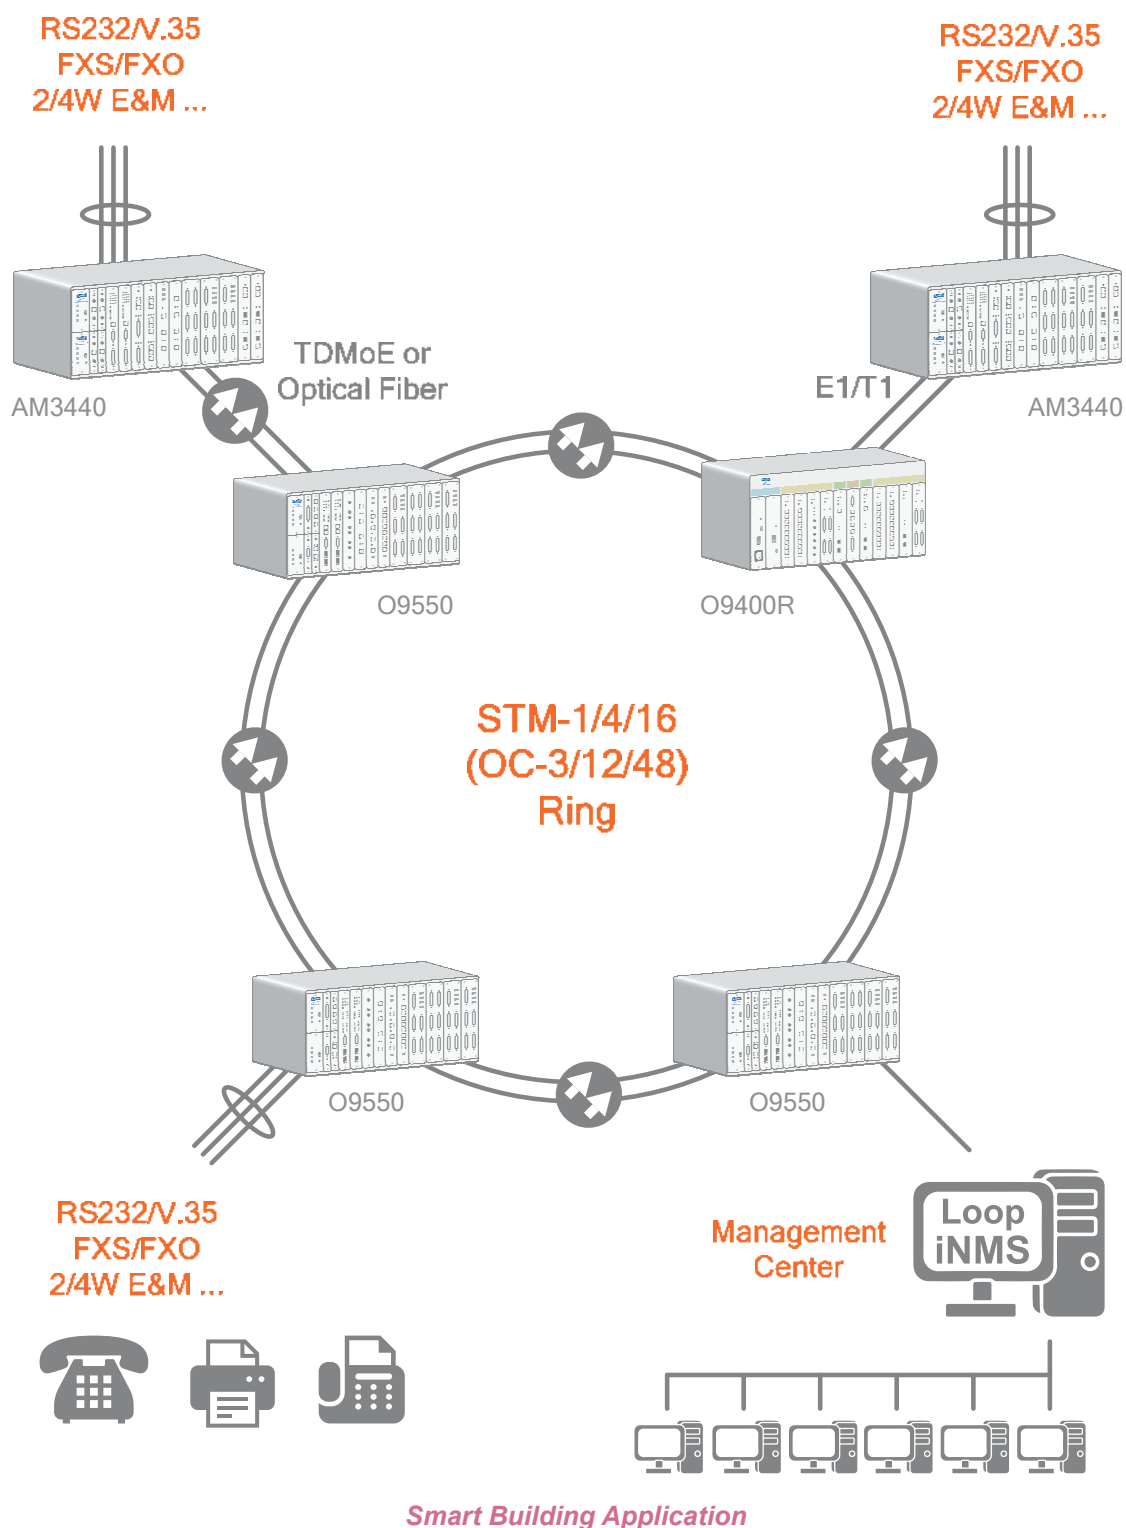 RS232/V.35
FXS/FXO
2/4W E&M ...
RS232/V.35
FXS/FXO
2/4W E&M ...
TDMoE or
Optical Fiber
E1/T1
AM3440
AM3440
O9550
O9400R
STM-1/4/16
(OC-3/12/48)
Ring
O9550
O9550
RS232/V.35
FXS/FXO
2/4W E&M ...
Management
Center
Loop
iNMS
Smart Building Application